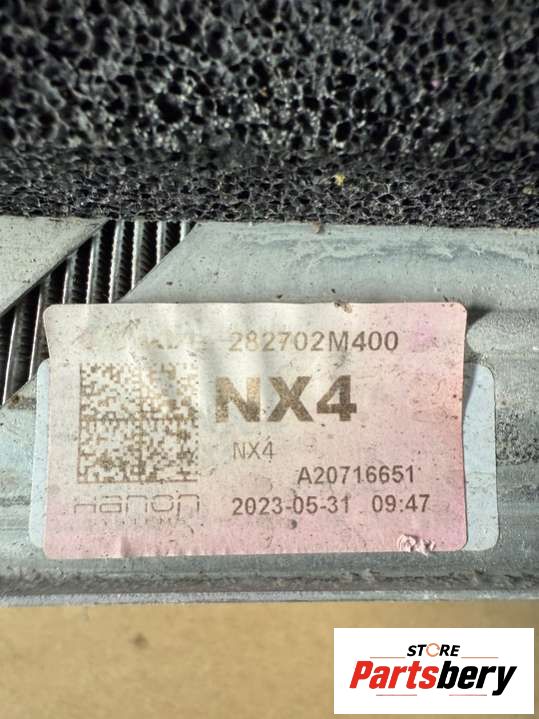 282702M400
NX4
NX4
A20716651
Hanon
2023-05-31 09:47
STORE
Partsbery